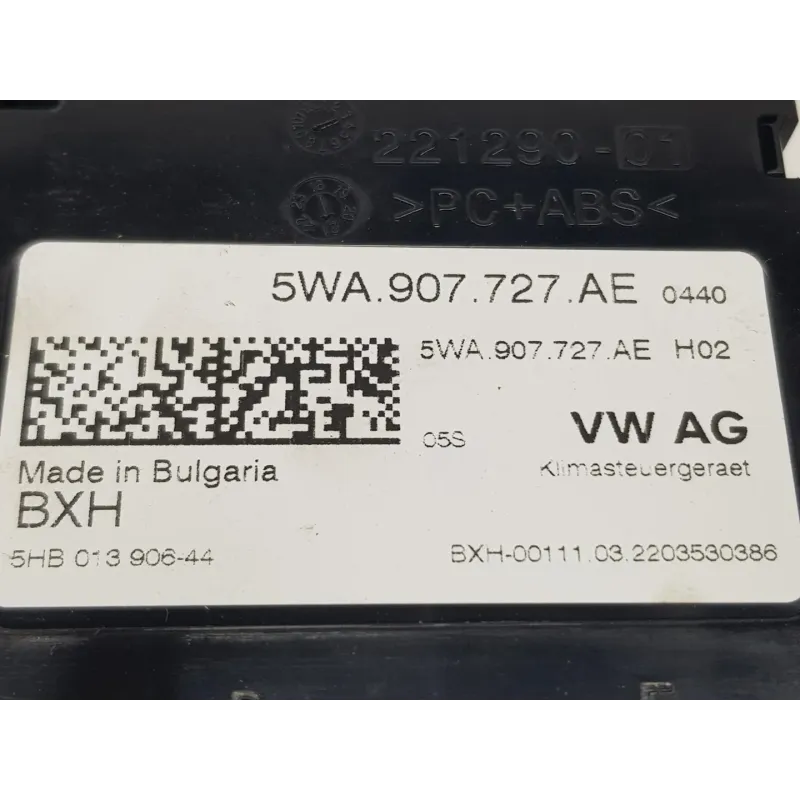 221290-01
>PC+ABS<
5WA.907.727.AE 0440
5WA.907.727.AE H02
05S
VW AG
Klimasteuergeraet
Made in Bulgaria
BXH
5HB 013 906-44
BXH-00111.03.2203530386